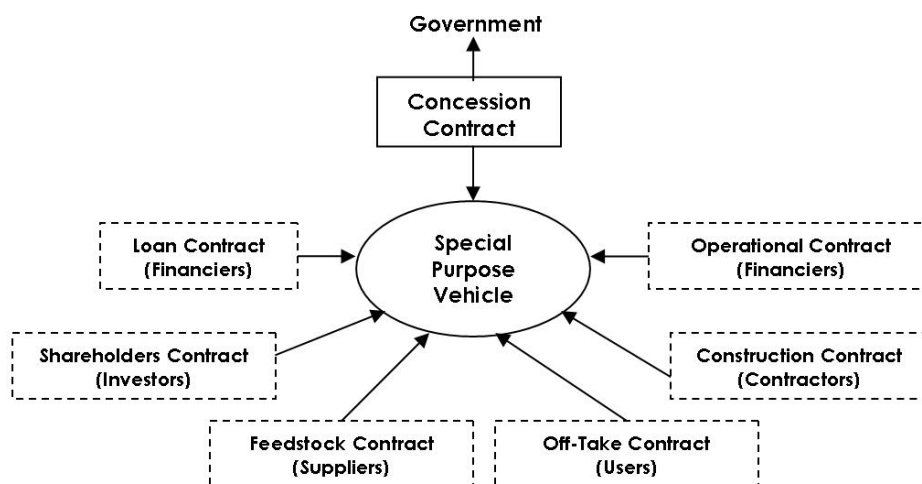 Government
Concession
Contract
Special
Purpose
Vehicle
Loan Contract
(Financiers)
Operational Contract
(Financiers)
Shareholders Contract
(Investors)
Construction Contract
(Contractors)
Feedstock Contract
(Suppliers)
Off-Take Contract
(Users)